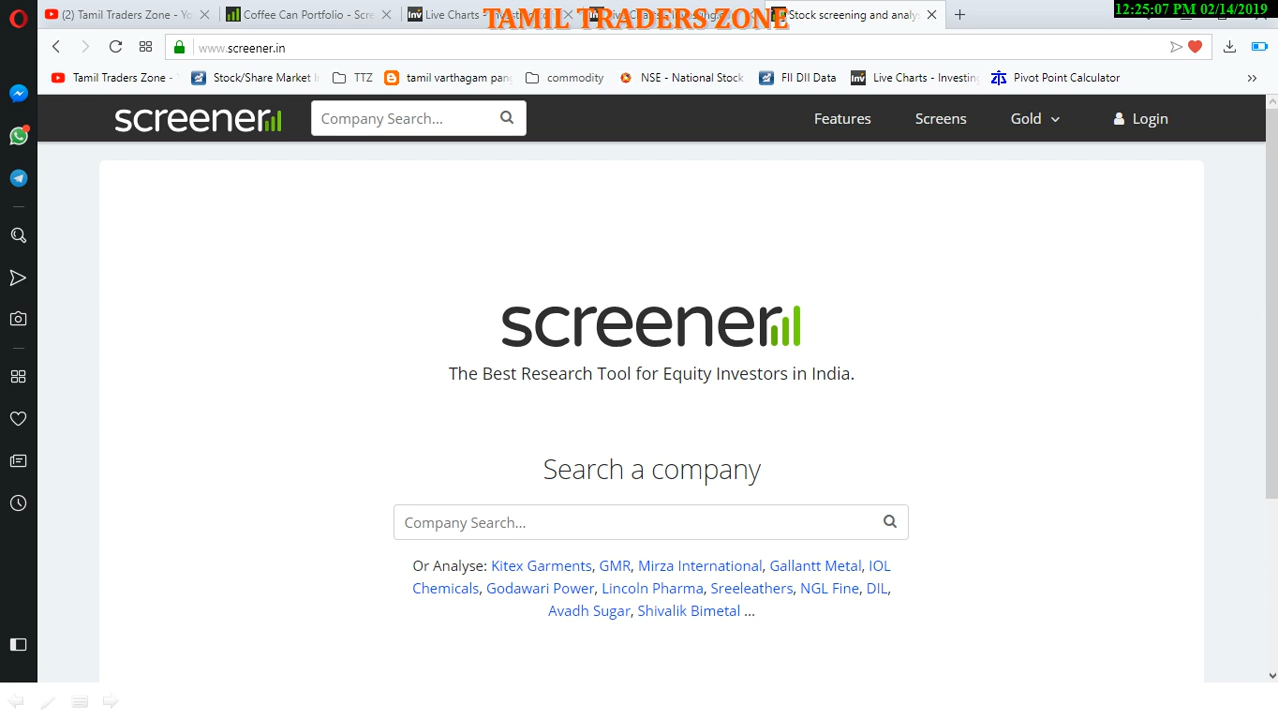 (2) Tamil Traders Zone - Yo
Coffee Can Portfolio - Scre
Live Charts - Investing.co
Stock screening and analys
TAMIL TRADERS ZONE
12:25:07 PM 02/14/2019
www.screener.in
Tamil Traders Zone -
Stock/Share Market I
TTZ
tamil varthagam pan
commodity
NSE - National Stock
FII DII Data
Inv Live Charts - Investin
Pivot Point Calculator
screener
Company Search...
Features
Screens
Gold
Login
screener
The Best Research Tool for Equity Investors in India.
Search a company
Company Search...
Or Analyse: Kitex Garments, GMR, Mirza International, Gallantt Metal, IOL
Chemicals, Godawari Power, Lincoln Pharma, Sreeleathers, NGL Fine, DIL,
Avadh Sugar, Shivalik Bimetal ...